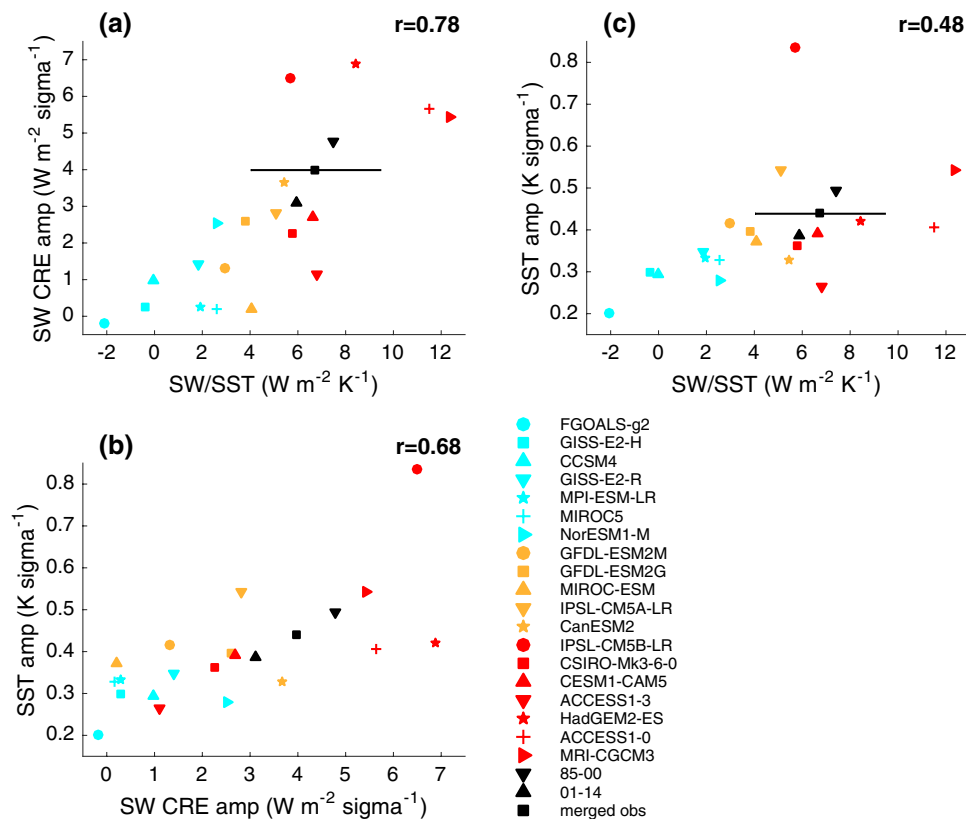 (a) r=0.78
7
6
5
4
3
2
1
0
SW CRE amp (W m⁻² sigma⁻¹)
-2 0 2 4 6 8 10 12
SW/SST (W m⁻² K⁻¹)
(c) r=0.48
0.8
0.7
0.6
0.5
0.4
0.3
0.2
SST amp (K sigma⁻¹)
-2 0 2 4 6 8 10 12
SW/SST (W m⁻² K⁻¹)
(b) r=0.68
0.8
0.7
0.6
0.5
0.4
0.3
0.2
SST amp (K sigma⁻¹)
0 1 2 3 4 5 6 7
SW CRE amp (W m⁻² sigma⁻¹)
FGOALS-g2
GISS-E2-H
CCSM4
GISS-E2-R
MPI-ESM-LR
MIROC5
NorESM1-M
GFDL-ESM2M
GFDL-ESM2G
MIROC-ESM
IPSL-CM5A-LR
CanESM2
IPSL-CM5B-LR
CSIRO-Mk3-6-0
CESM1-CAM5
ACCESS1-3
HadGEM2-ES
ACCESS1-0
MRI-CGCM3
85-00
01-14
merged obs